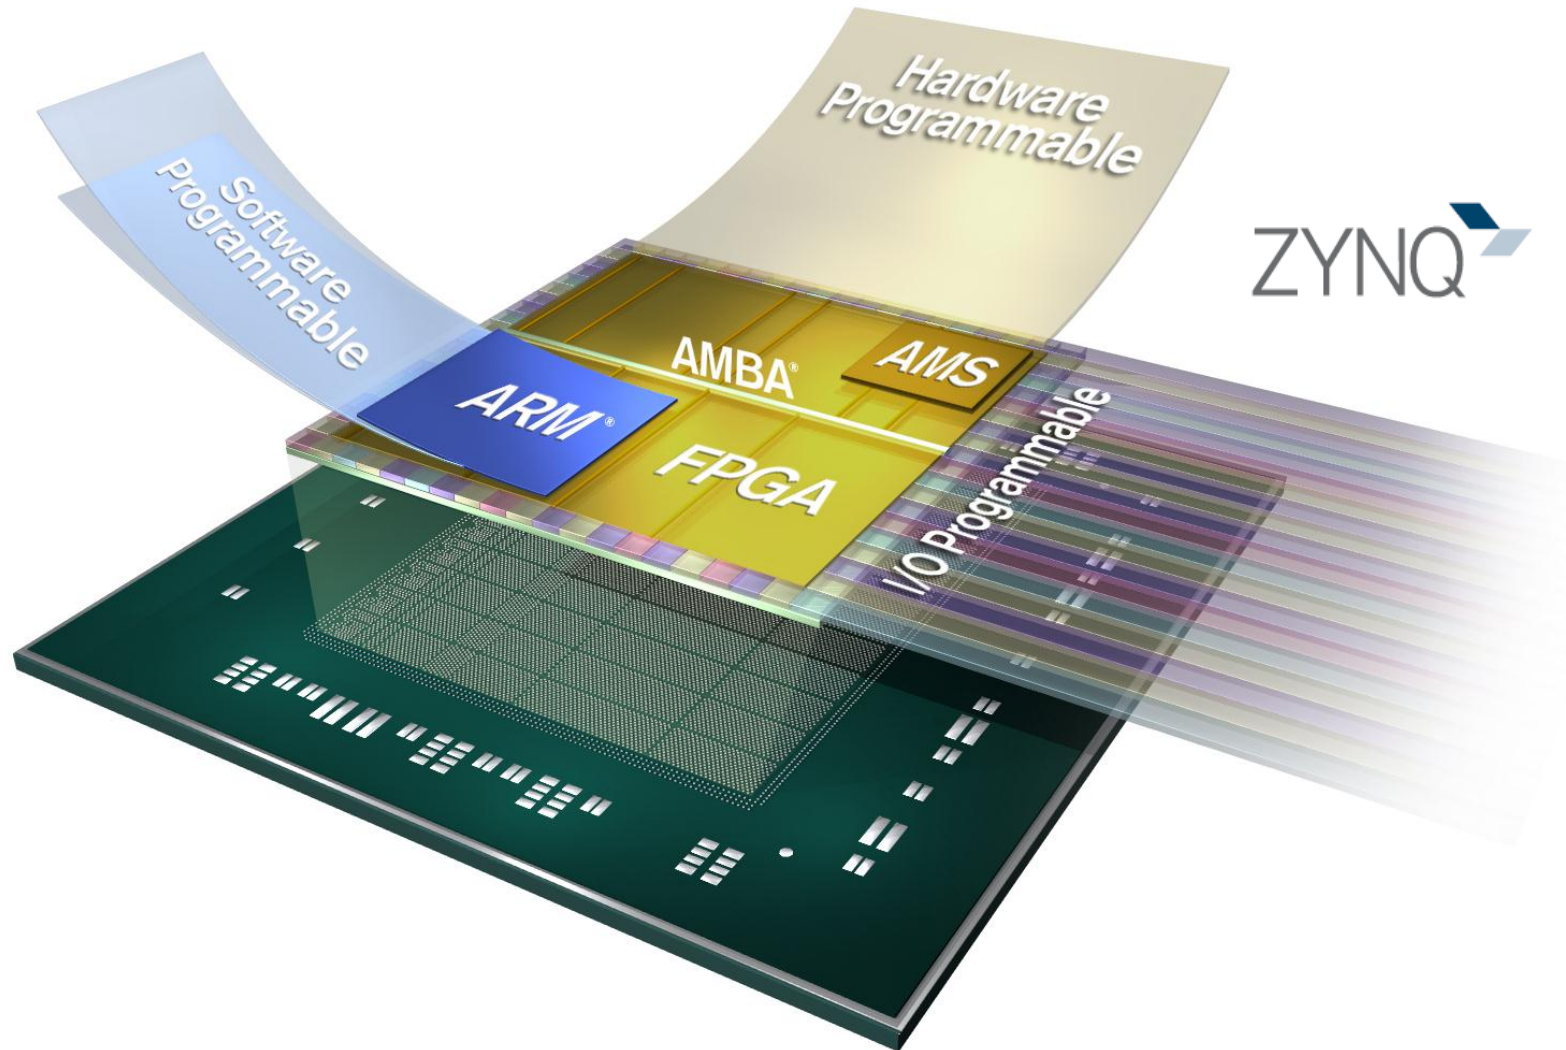 Hardware
Programmable
Software
Programmable
ZYNQ
AMBA®
AMS
ARM®
FPGA
I/O Programmable